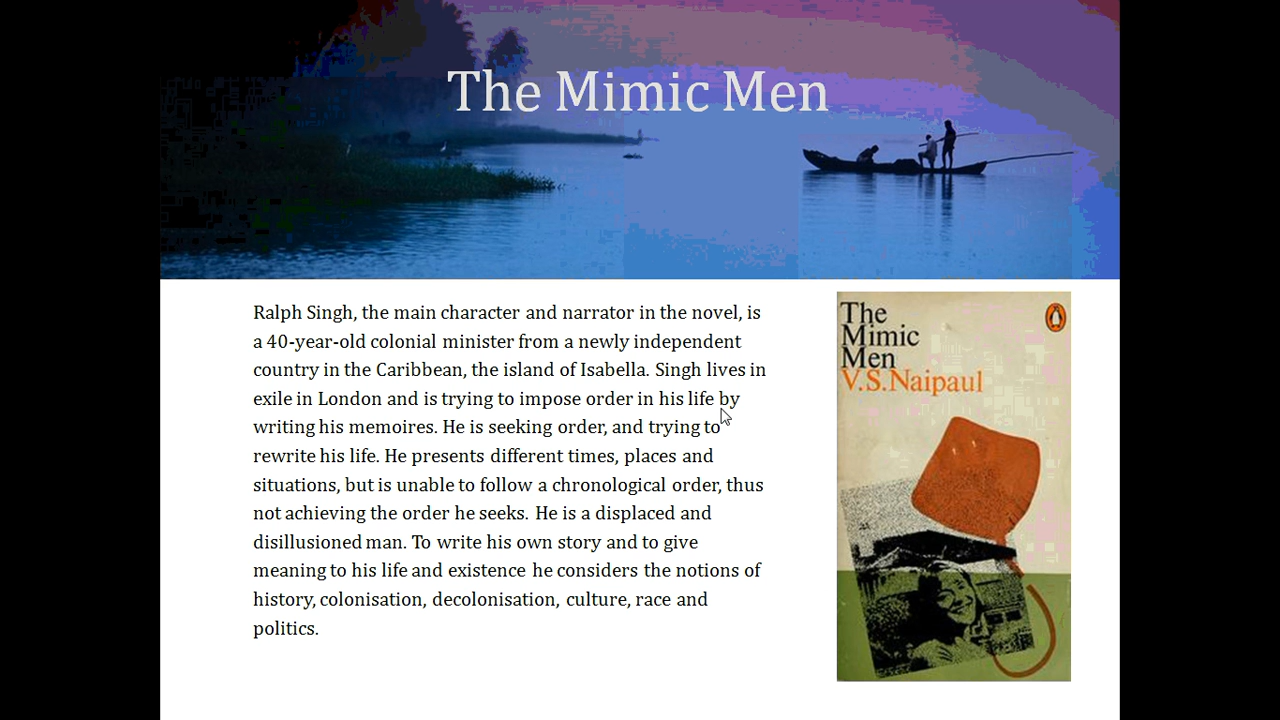 The Mimic Men
Ralph Singh, the main character and narrator in the novel, is
a 40-year-old colonial minister from a newly independent
country in the Caribbean, the island of Isabella. Singh lives in
exile in London and is trying to impose order in his life by
writing his memoires. He is seeking order, and trying to
rewrite his life. He presents different times, places and
situations, but is unable to follow a chronological order, thus
not achieving the order he seeks. He is a displaced and
disillusioned man. To write his own story and to give
meaning to his life and existence he considers the notions of
history, colonisation, decolonisation, culture, race and
politics.
The
Mimic
Men
V.S.Naipaul